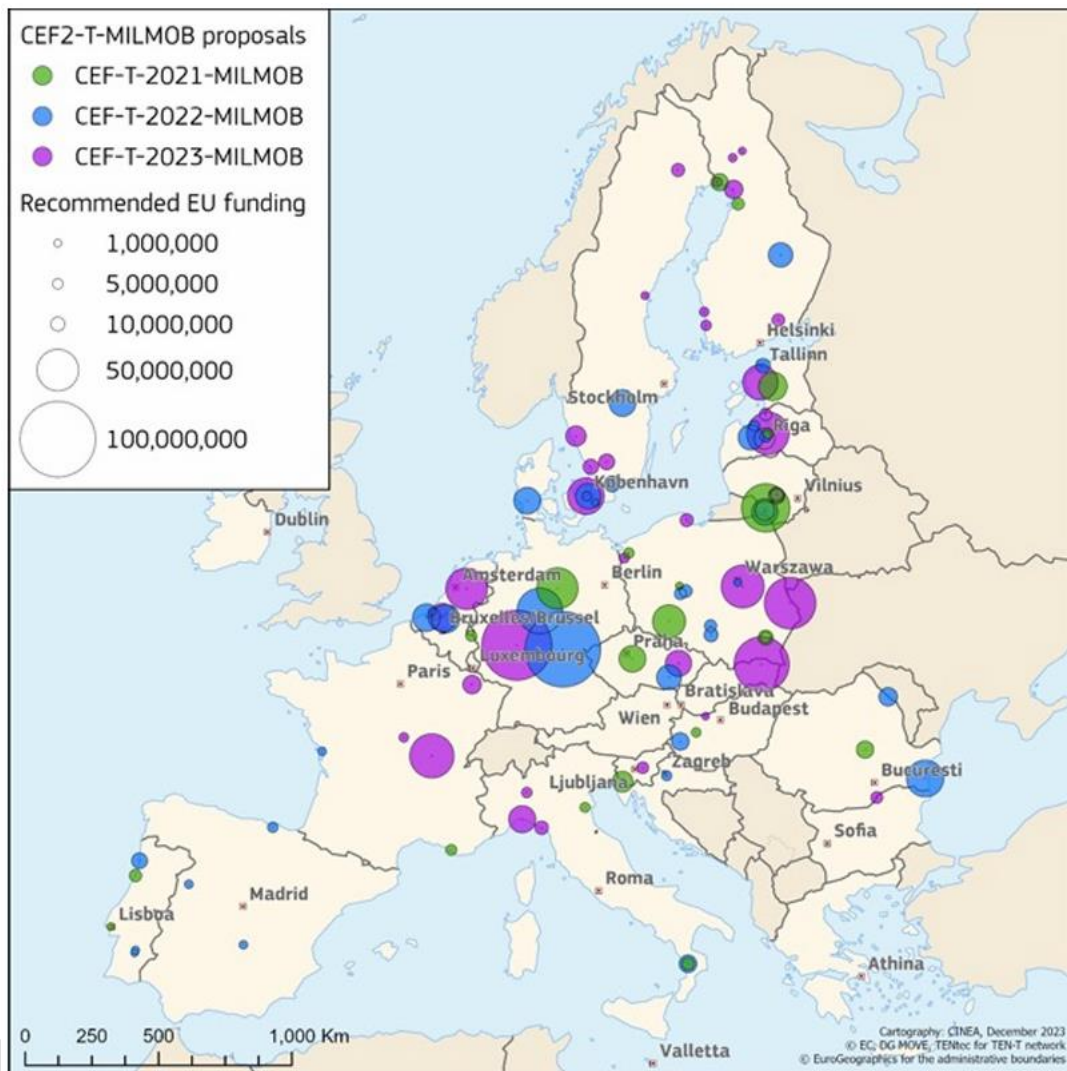 CEF2-T-MILMOB proposals
CEF-T-2021-MILMOB
CEF-T-2022-MILMOB
CEF-T-2023-MILMOB
Recommended EU funding
1,000,000
5,000,000
10,000,000
50,000,000
100,000,000
Helsinki
Tallinn
Stockholm
Riga
København
Vilnius
Dublin
Berlin
Warszawa
Amsterdam
Bruxelles/Brüssel
Praha
Luxembourg
Paris
Bratislava
Wien
Budapest
Zagreb
Ljubljana
Bucuresti
Sofia
Roma
Madrid
Lisboa
Athina
Valletta
0 250 500 1,000 Km
Cartography: CINEA, December 2023
© EC, DG MOVE, TENtec for TEN-T network
© EuroGeographics for the administrative boundaries